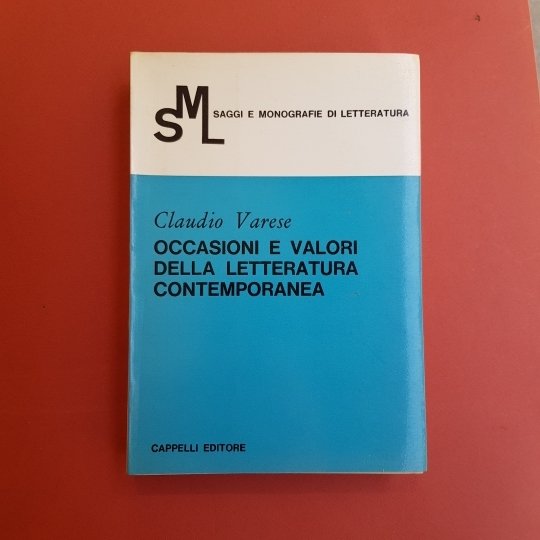 SML SAGGI E MONOGRAFIE DI LETTERATURA
Claudio Varese
OCCASIONI E VALORI
DELLA LETTERATURA
CONTEMPORANEA
CAPPELLI EDITORE